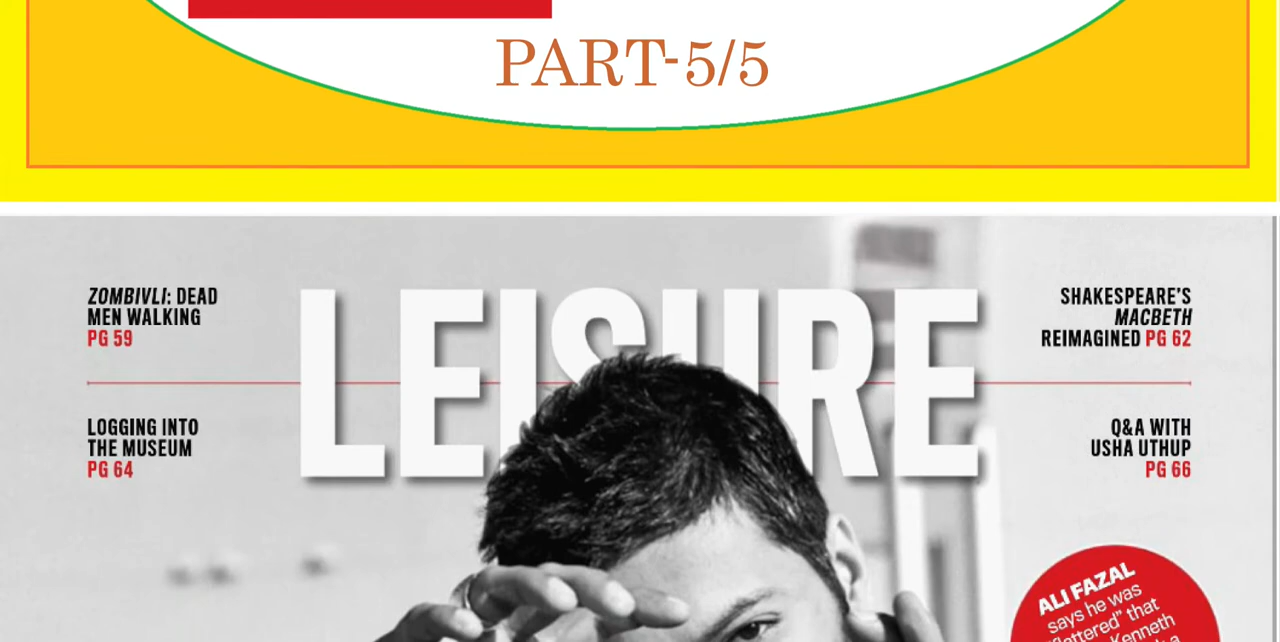 PART-5/5
ZOMBIVLI: DEAD
MEN WALKING
PG 59
LOGGING INTO
THE MUSEUM
PG 64
LEISURE
SHAKESPEARE'S
MACBETH
REIMAGINED PG 62
Q&A WITH
USHA UTHUP
PG 66
ALI FAZAL
says he was
that
Kenneth